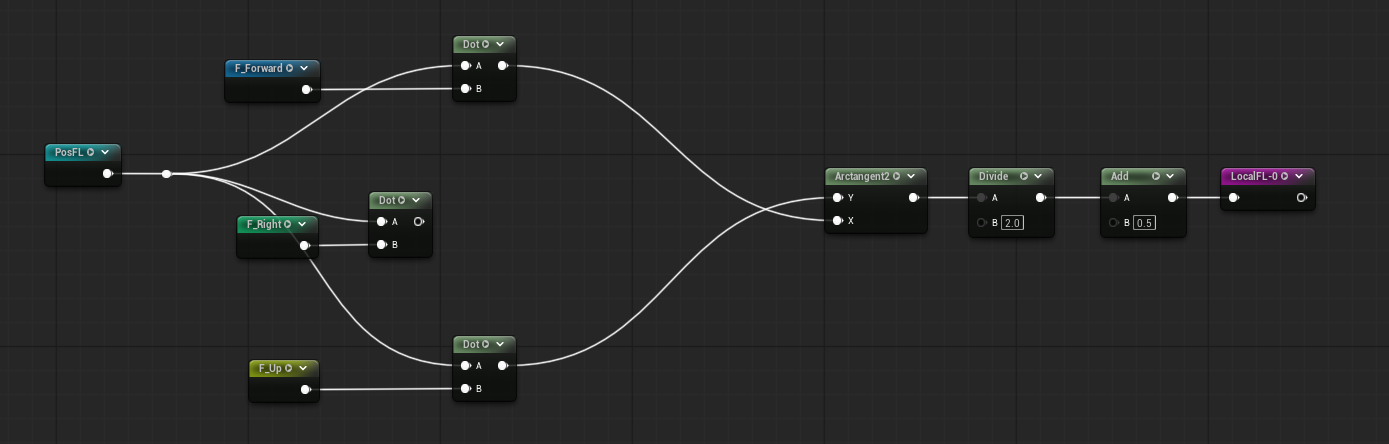 Dot
A
B
F_Forward
PosFL
Dot
A
B
F_Right
Arctangent2
Y
X
Divide
A
B 2.0
Add
A
B 0.5
LocalFL-0
Dot
A
B
F_Up